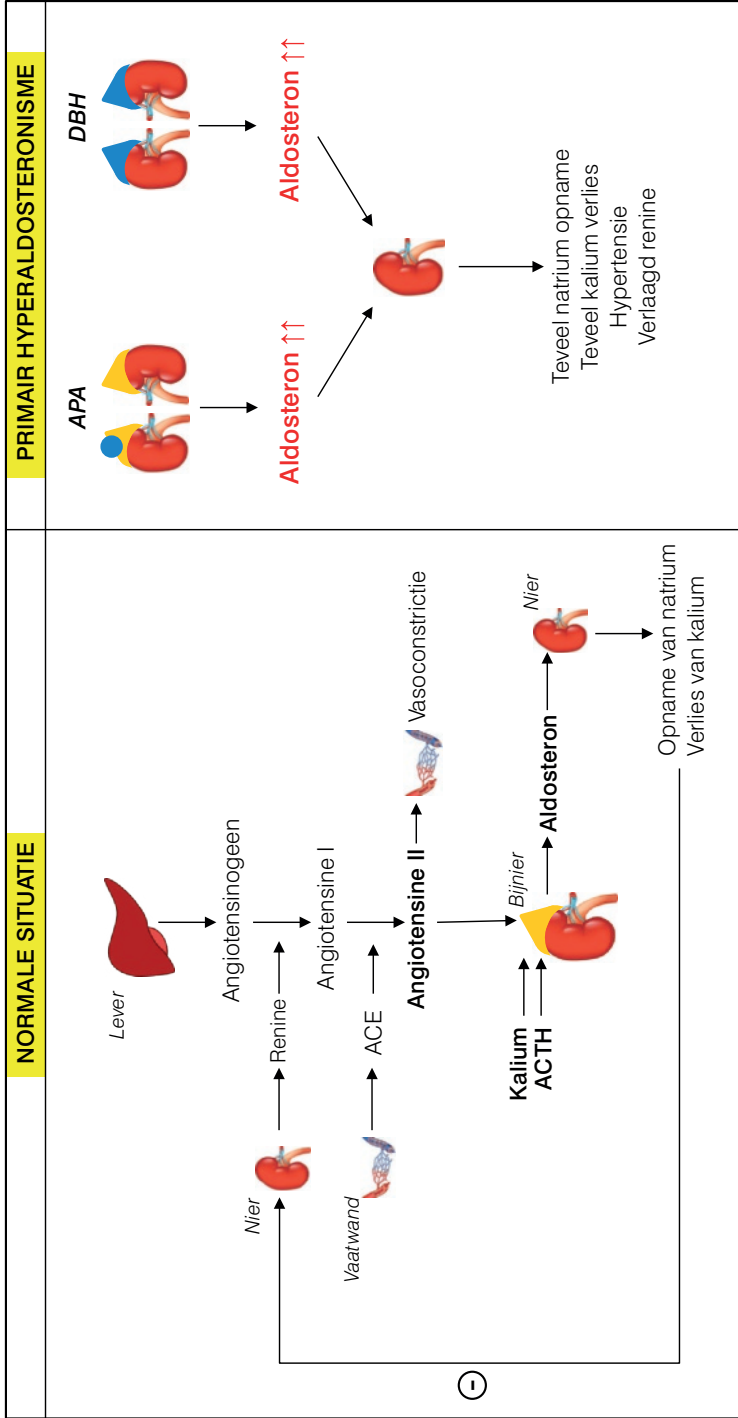 NORMALE SITUATIE
Lever
Angiotensinogeen
Nier
Renine
Angiotensine I
Vaatwand
ACE
Angiotensine II
Vasoconstrictie
Kalium
ACTH
Bijnier
Aldosteron
Nier
Opname van natrium
Verlies van kalium
-
PRIMAIR HYPERALDOSTERONISME
APA
DBH
Aldosteron ↑↑
Aldosteron ↑↑
Teveel natrium opname
Teveel kalium verlies
Hypertensie
Verlaagd renine